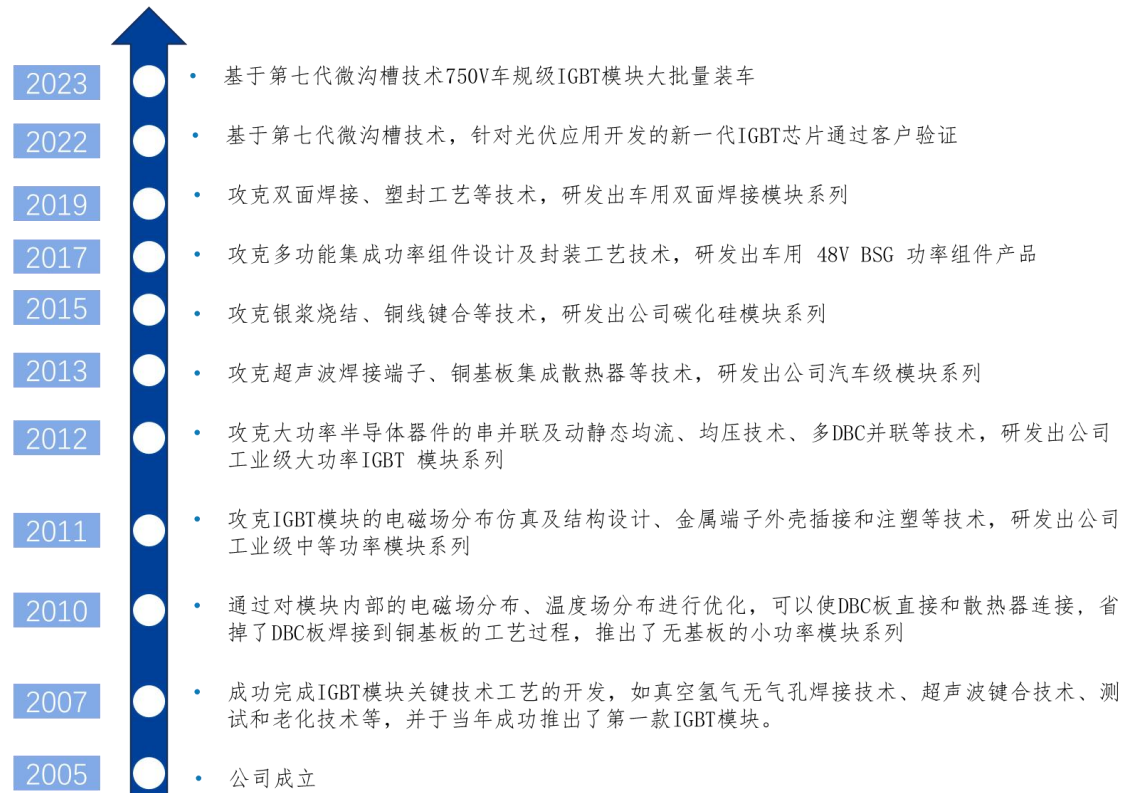 2023
• 基于第七代微沟槽技术750V车规级IGBT模块大批量装车
2022
• 基于第七代微沟槽技术，针对光伏应用开发的新一代IGBT芯片通过客户验证
2019
• 攻克双面焊接、塑封工艺等技术，研发出车用双面焊接模块系列
2017
• 攻克多功能集成功率组件设计及封装工艺技术，研发出车用 48V BSG 功率组件产品
2015
• 攻克银浆烧结、铜线键合等技术，研发出公司碳化硅模块系列
2013
• 攻克超声波焊接端子、铜基板集成散热器等技术，研发出公司汽车级模块系列
2012
• 攻克大功率半导体器件的串并联及动静态均流、均压技术、多DBC并联等技术，研发出公司
工业级大功率IGBT 模块系列
2011
• 攻克IGBT模块的电磁场分布仿真及结构设计、金属端子外壳插接和注塑等技术，研发出公司
工业级中等功率模块系列
2010
• 通过对模块内部的电磁场分布、温度场分布进行优化，可以使DBC板直接和散热器连接，省
掉了DBC板焊接到铜基板的工艺过程，推出了无基板的小功率模块系列
2007
• 成功完成IGBT模块关键技术工艺的开发，如真空氢气无气孔焊接技术、超声波键合技术、测
试和老化技术等，并于当年成功推出了第一款IGBT模块。
2005
• 公司成立